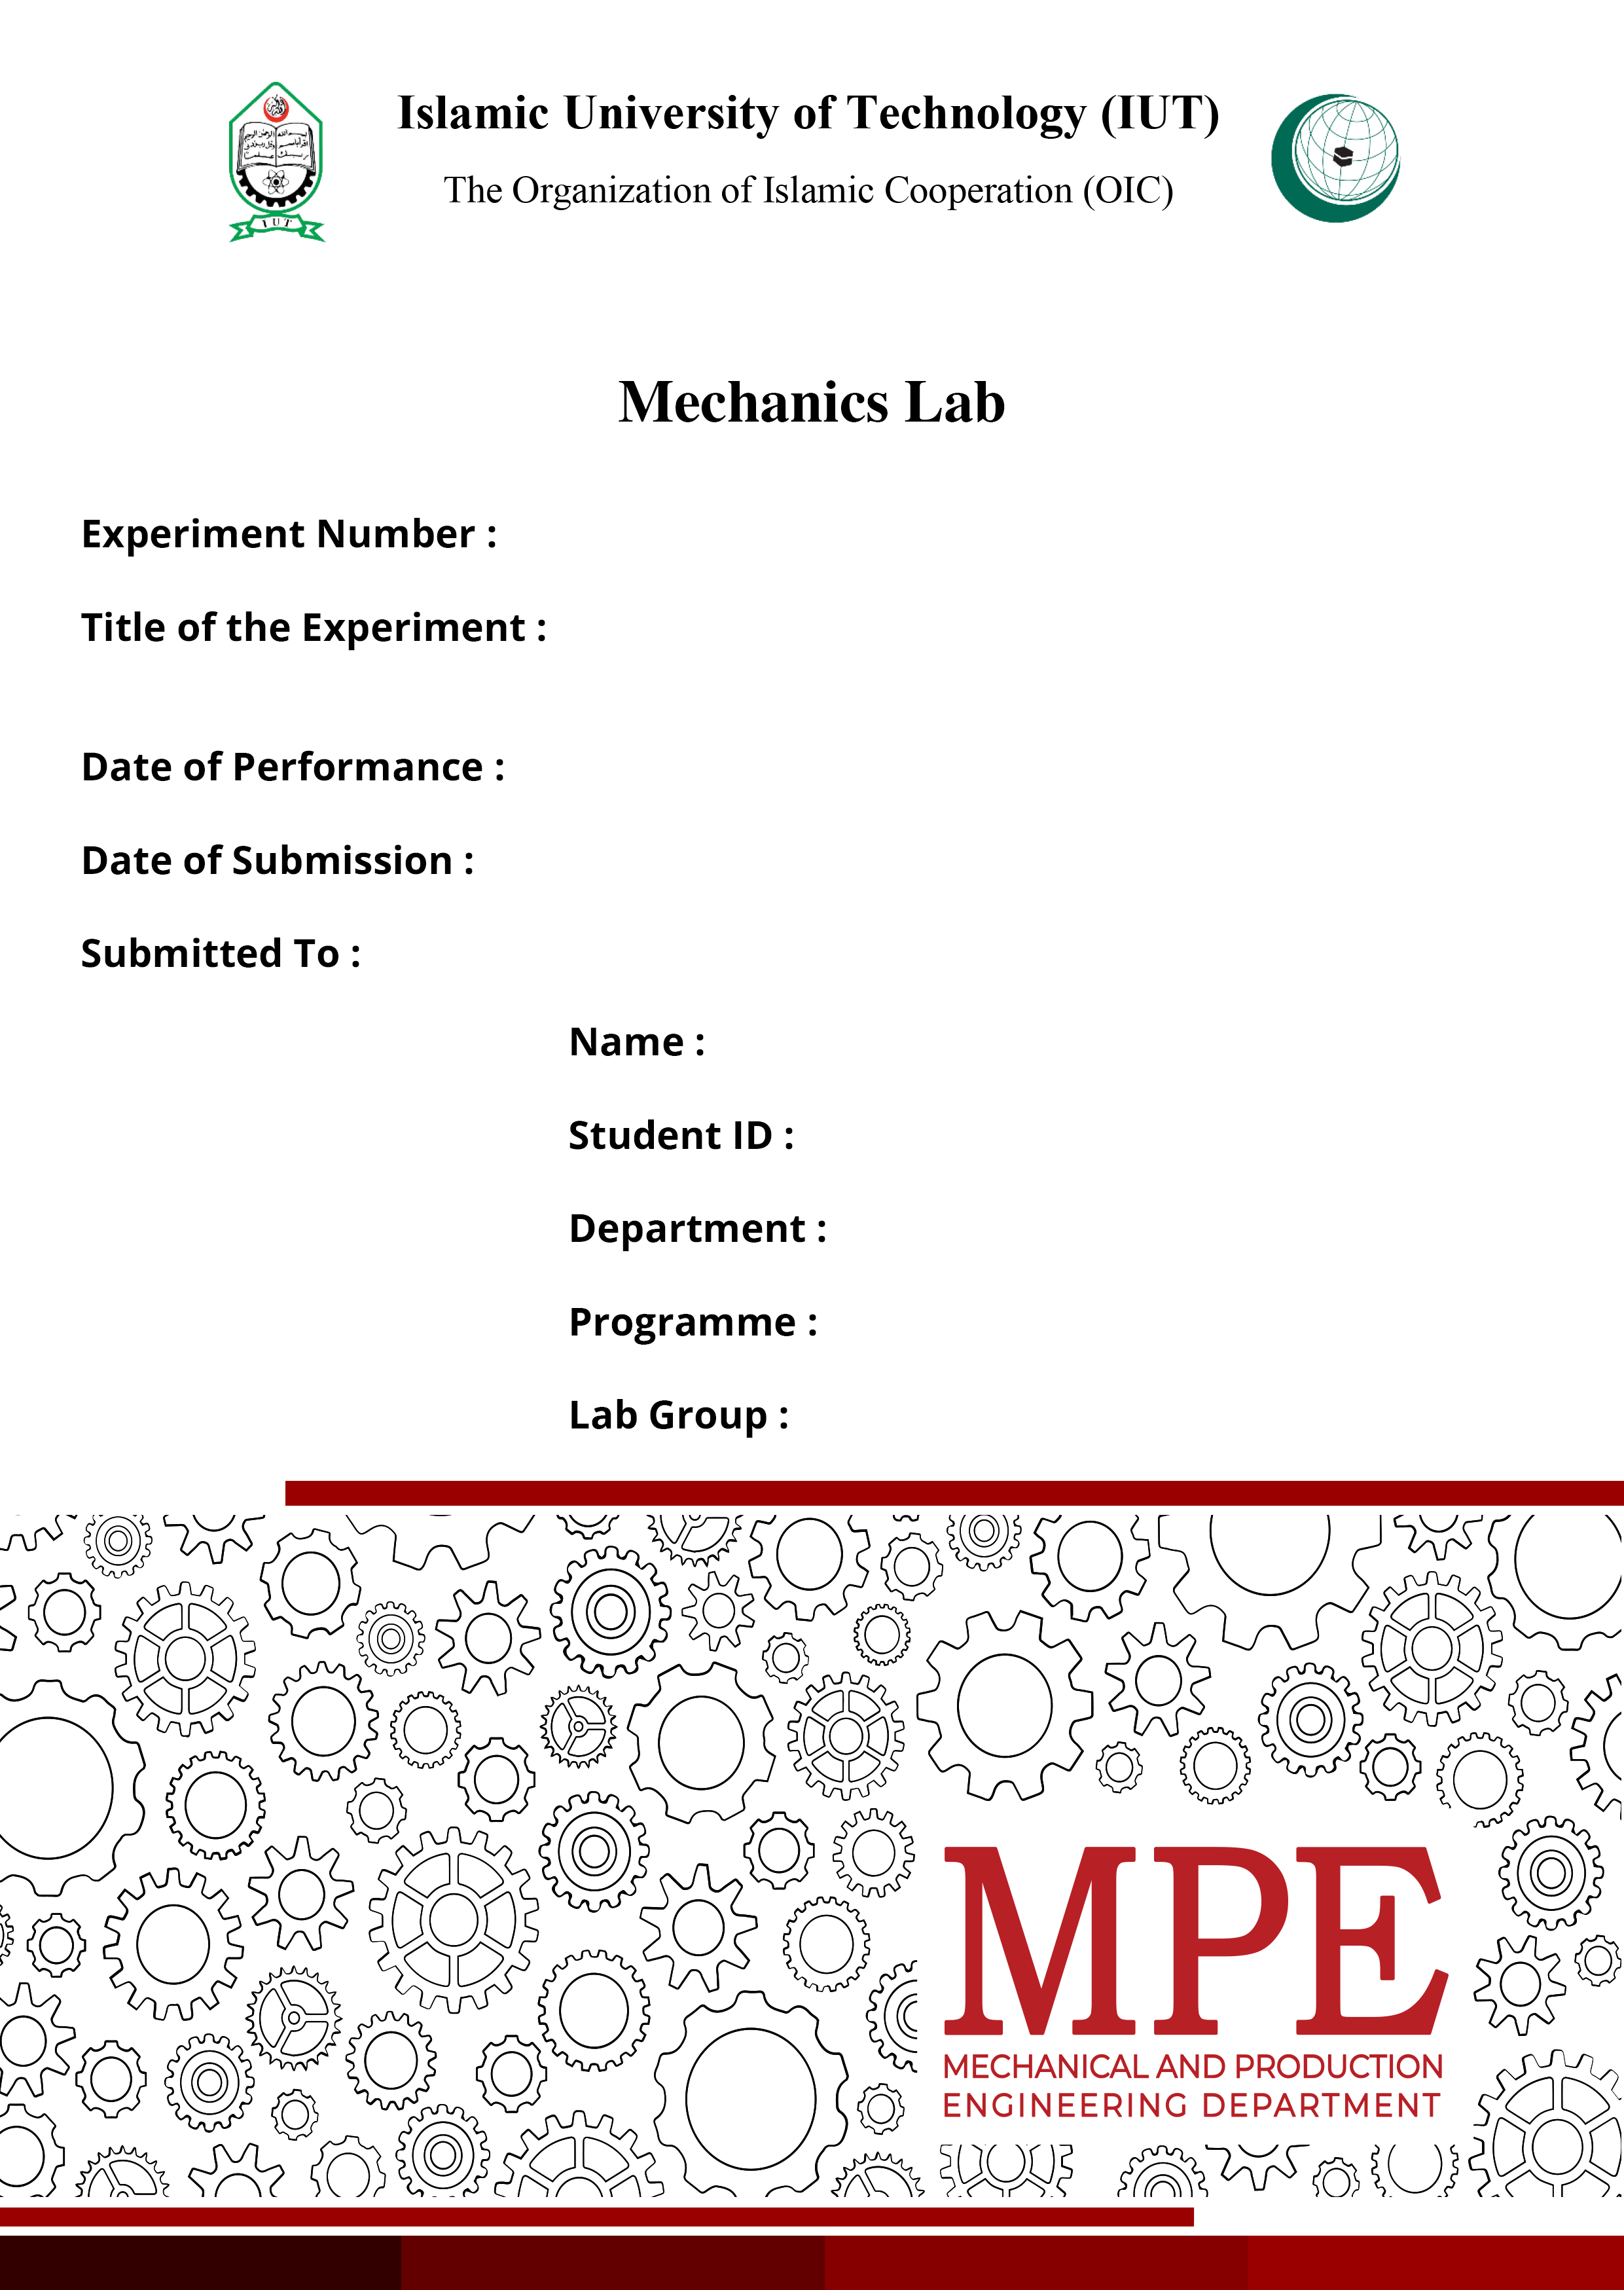 Islamic University of Technology (IUT)
The Organization of Islamic Cooperation (OIC)
I U T
Mechanics Lab
Experiment Number :
Title of the Experiment :
Date of Performance :
Date of Submission :
Submitted To :
Name :
Student ID :
Department :
Programme :
Lab Group :
MPE
MECHANICAL AND PRODUCTION
ENGINEERING DEPARTMENT